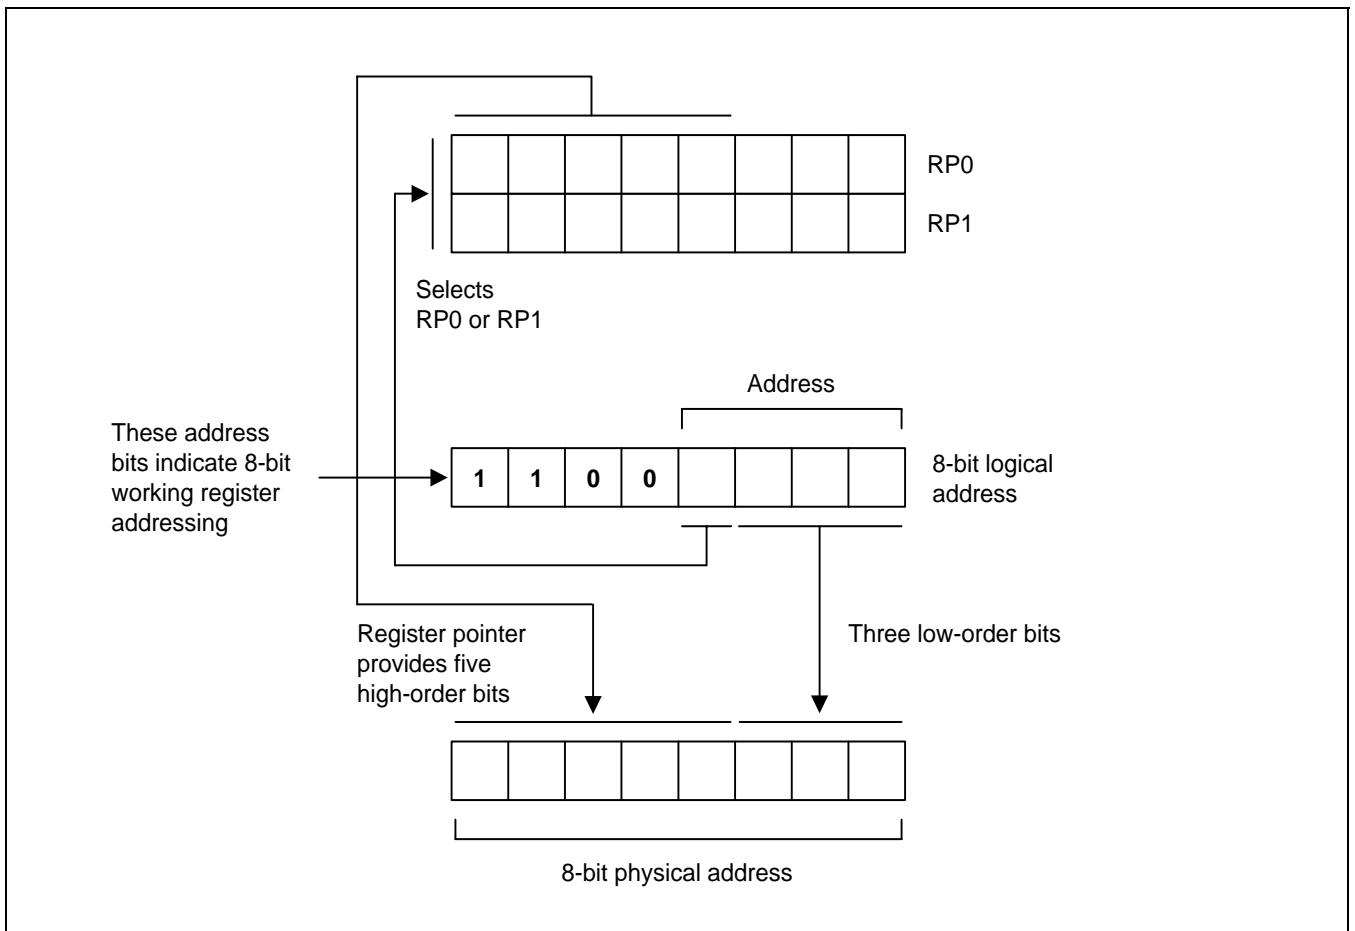 RP0
RP1
Selects
RP0 or RP1
Address
These address
bits indicate 8-bit
working register
addressing
1 1 0 0
8-bit logical
address
Register pointer
provides five
high-order bits
Three low-order bits
8-bit physical address